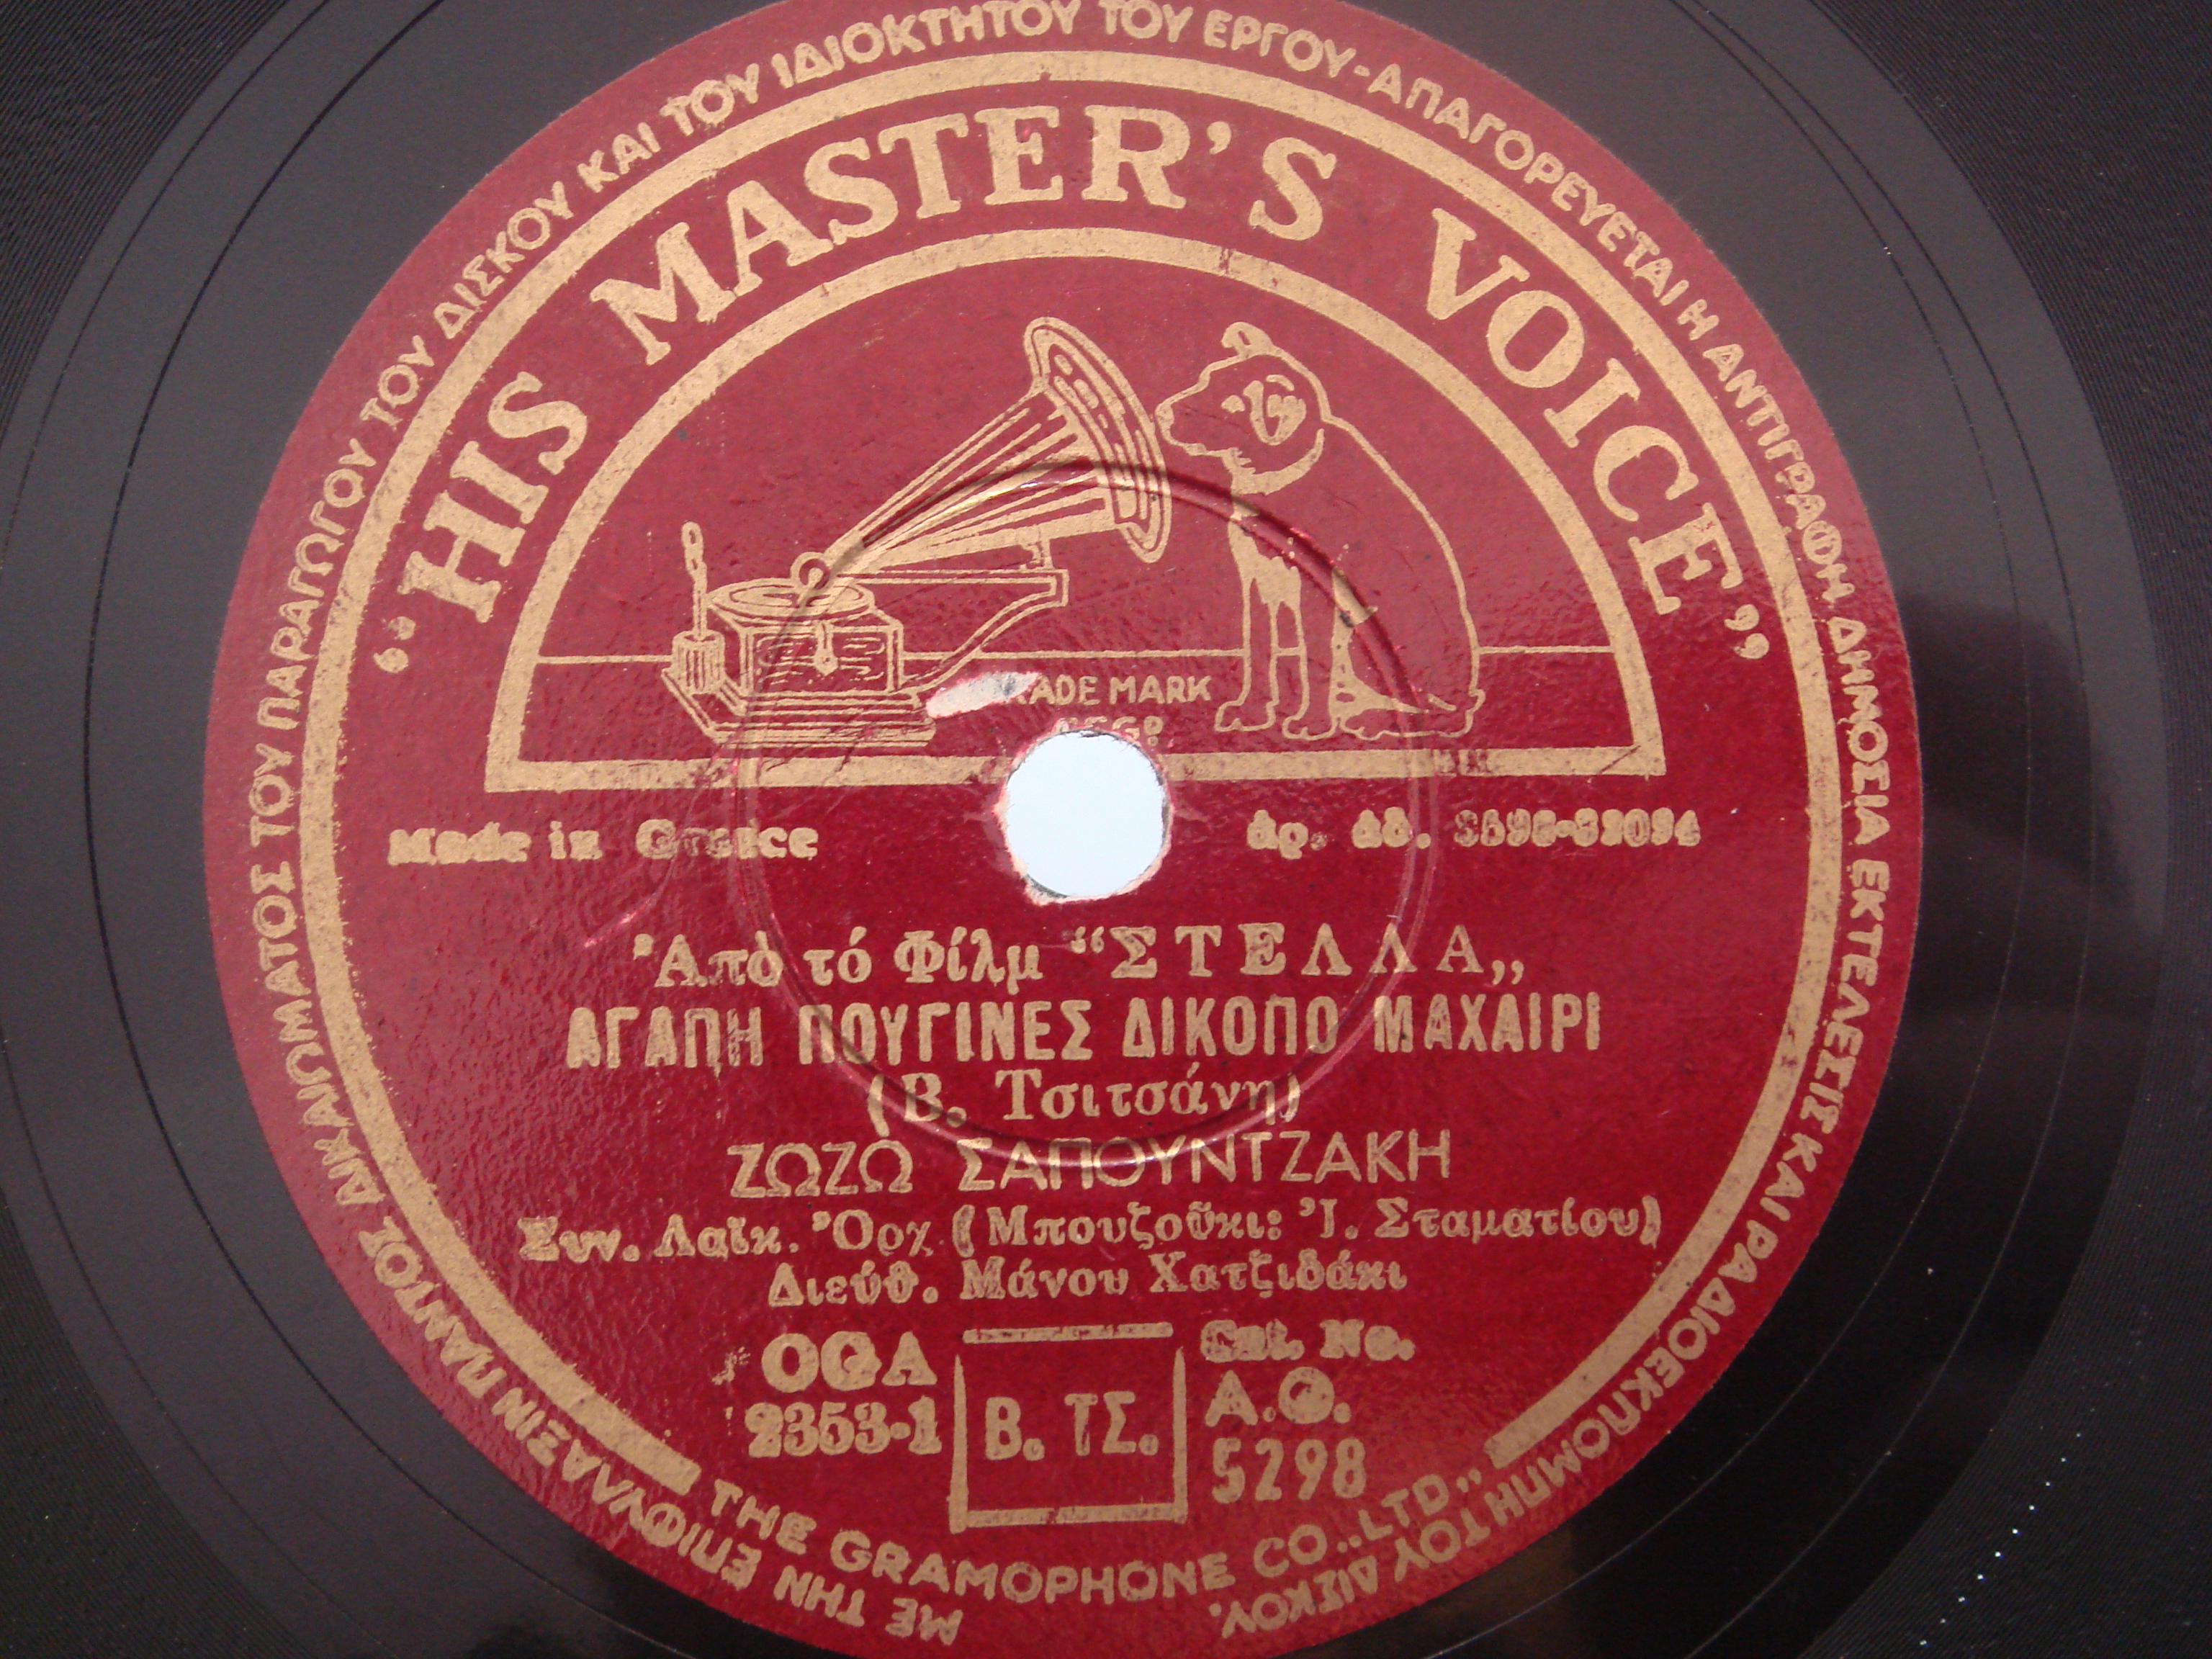 ΜΕ ΤΗΝ ΕΠΙΦΥΛΑΞΙΝ ΠΑΝΤΟΣ ΔΙΚΑΙΩΜΑΤΟΣ ΤΟΥ ΠΑΡΑΓΩΓΟΥ ΤΟΥ ΔΙΣΚΟΥ ΚΑΙ ΤΟΥ ΙΔΙΟΚΤΗΤΟΥ ΤΟΥ ΕΡΓΟΥ-ΑΠΑΓΟΡΕΥΕΤΑΙ Η ΑΝΤΙΓΡΑΦΗ, ΔΗΜΟΣΙΑ ΕΚΤΕΛΕΣΙΣ ΚΑΙ ΡΑΔΙΟΕΚΠΟΜΠΗ ΤΟΥ ΔΙΣΚΟΥ.
“HIS MASTER'S VOICE”
MARK
Made in Greece
ἀρ. ἀδ.
Ἀπὸ τό Φίλμ “ΣΤΕΛΛΑ„
ΑΓΑΠΗ ΠΟΥΓΙΝΕΣ ΔΙΚΟΠΟ ΜΑΧΑΙΡΙ
(Β. Τσιτσάνη)
ΖΩΖΩ ΣΑΠΟΥΝΤΖΑΚΗ
Συν. Λαϊκ. Ὀρχ (Μπουζοῦκι: Ἰ. Σταματίου)
Διεύθ. Μάνου Χατζιδάκι
OGA
2353-1
Β. ΤΣ.
Cat. No.
A.O.
5298
THE GRAMOPHONE CO., LTD.,